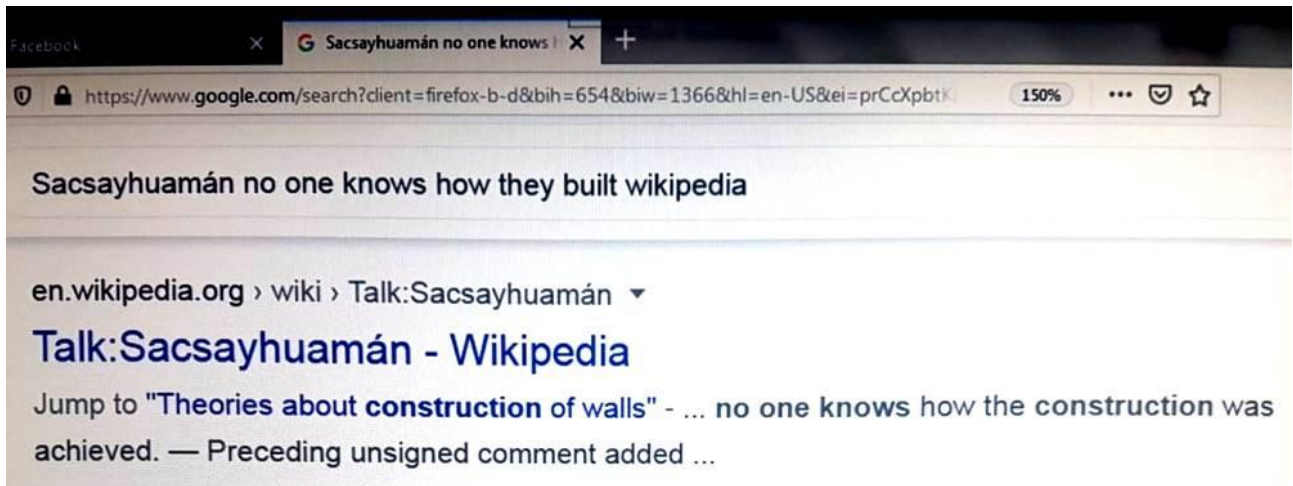 Facebook
G Sacsayhuamán no one knows
https://www.google.com/search?client=firefox-b-d&bih=654&biw=1366&hl=en-US&ei=prCcXpbtK
150%
Sacsayhuamán no one knows how they built wikipedia
en.wikipedia.org › wiki › Talk:Sacsayhuamán
Talk:Sacsayhuamán - Wikipedia
Jump to "Theories about construction of walls" - ... no one knows how the construction was
achieved. — Preceding unsigned comment added ...